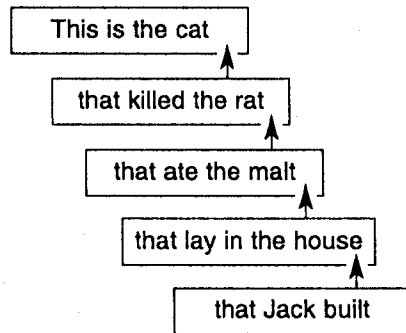 This is the cat
that killed the rat
that ate the malt
that lay in the house
that Jack built